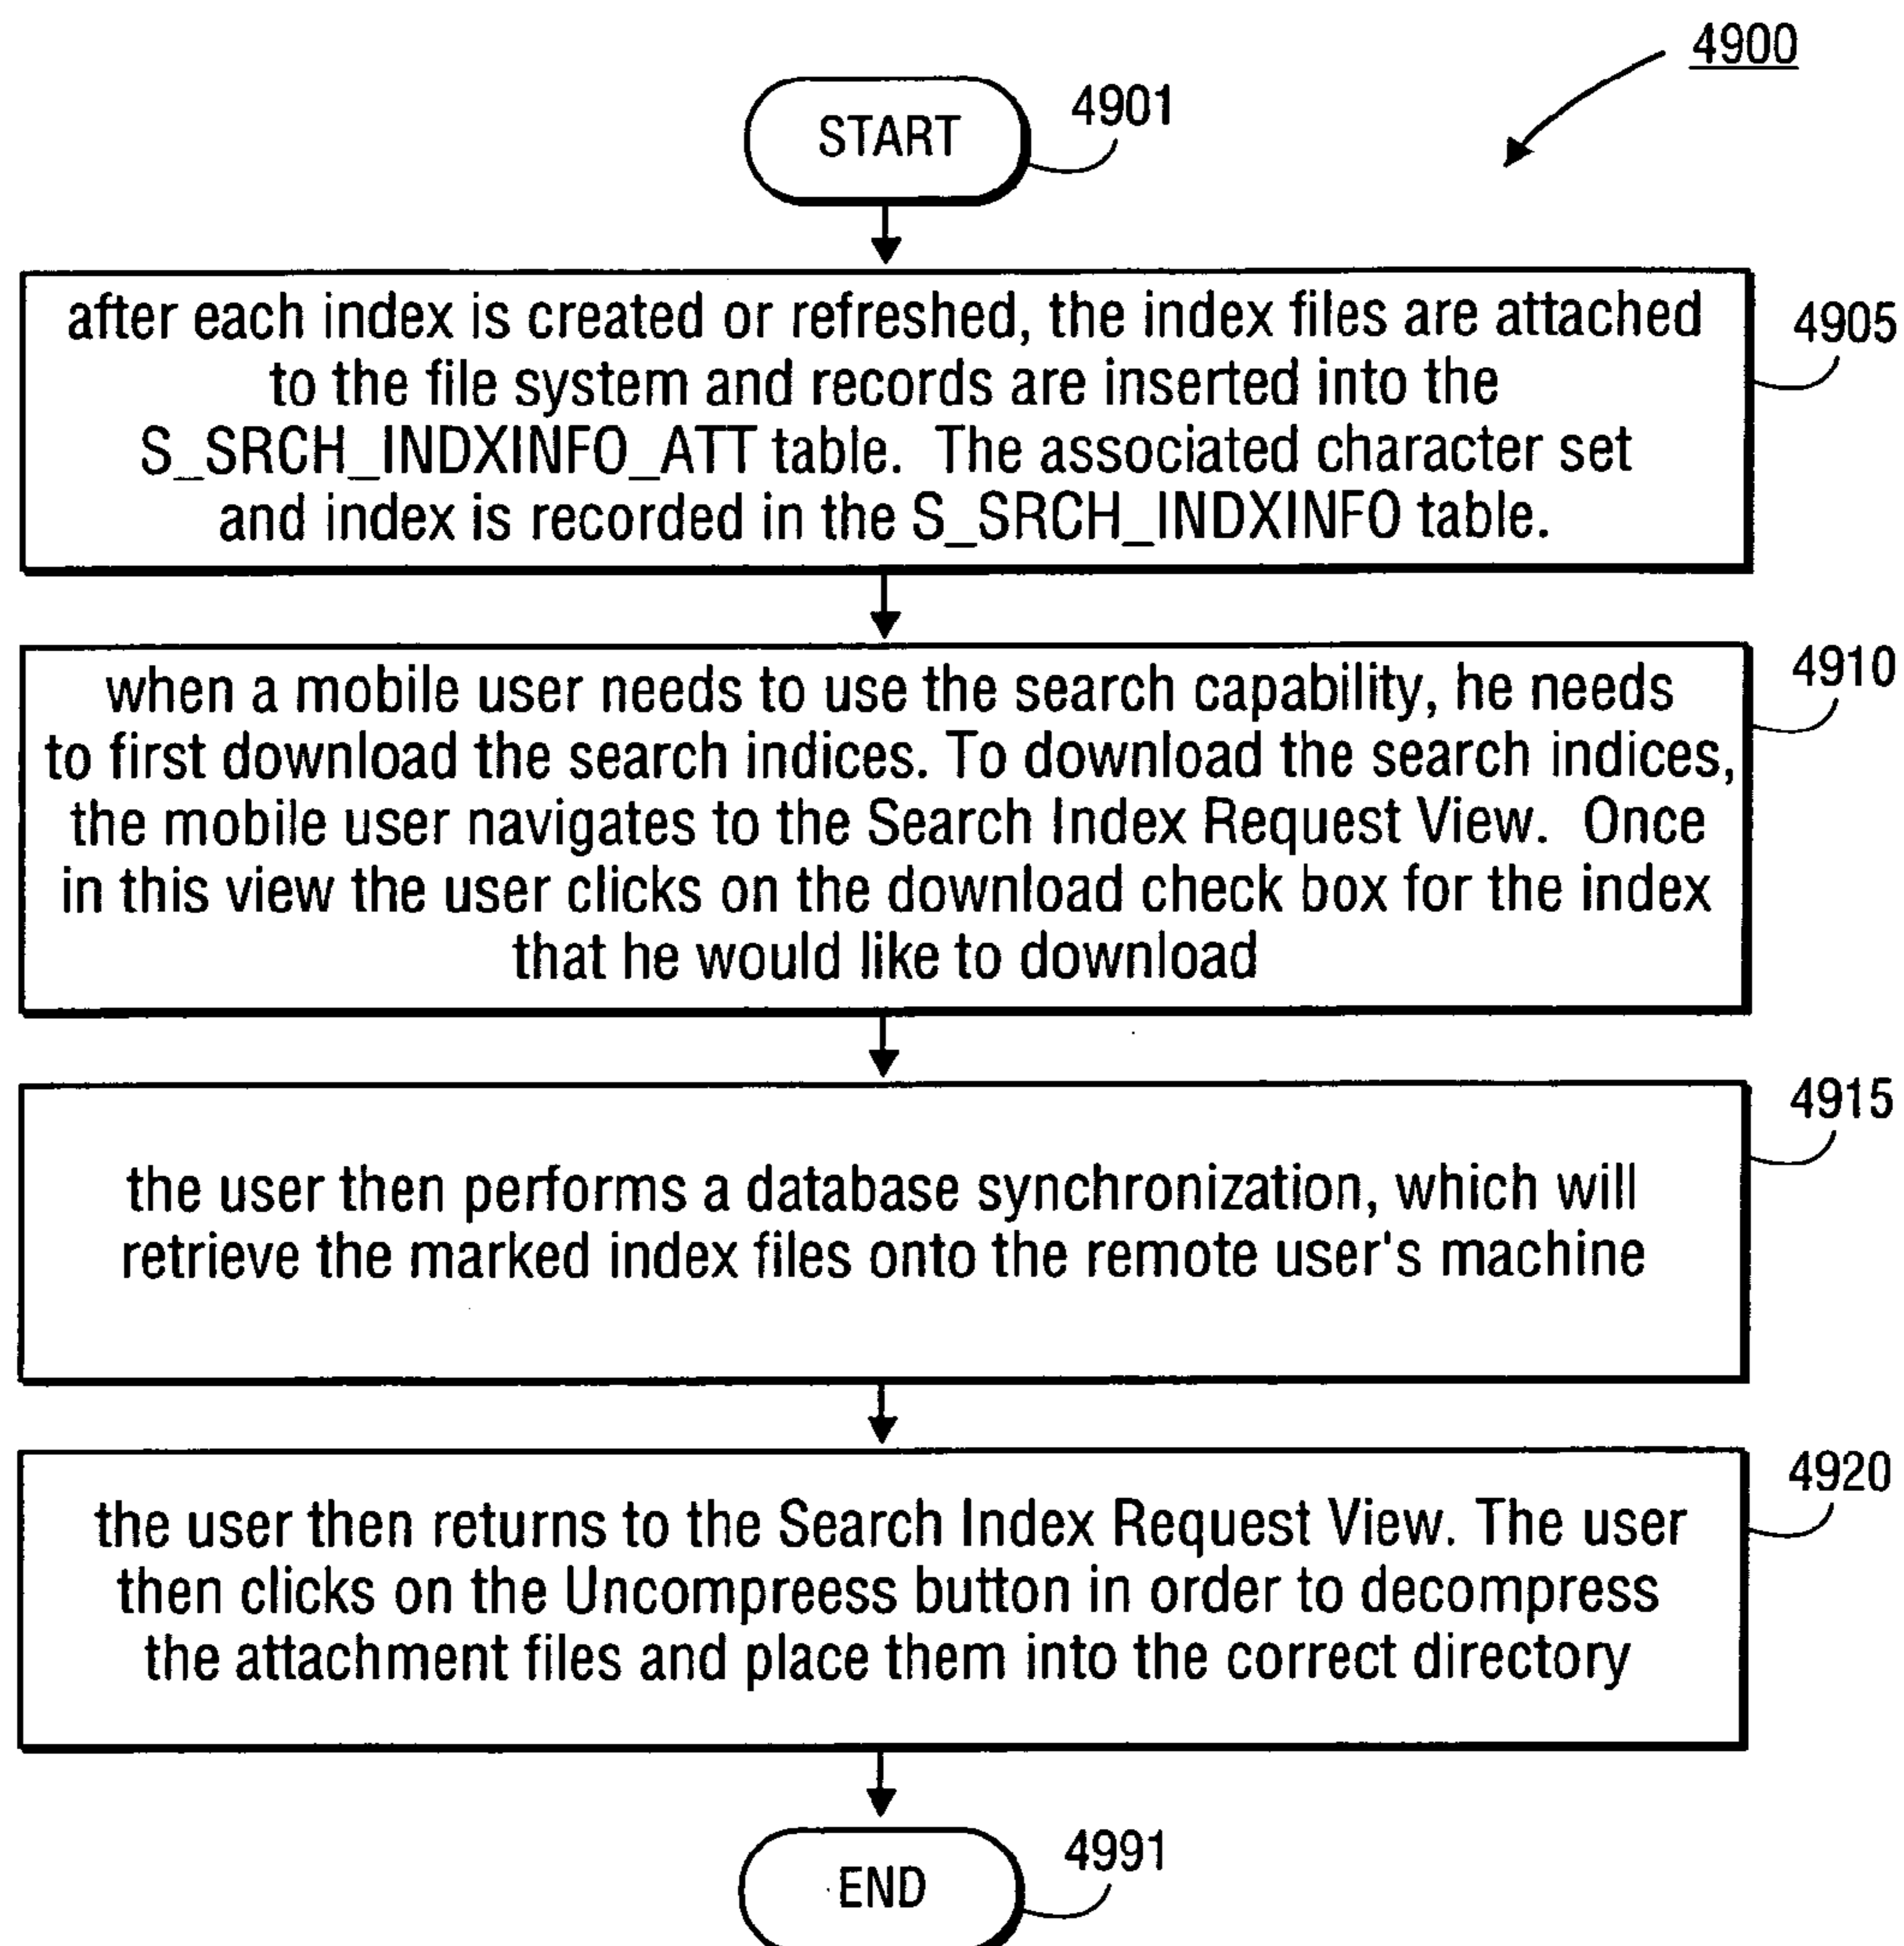 4900
START
4901
after each index is created or refreshed, the index files are attached
to the file system and records are inserted into the
S_SRCH_INDXINFO_ATT table. The associated character set
and index is recorded in the S_SRCH_INDXINFO table.
4905
when a mobile user needs to use the search capability, he needs
to first download the search indices. To download the search indices,
the mobile user navigates to the Search Index Request View. Once
in this view the user clicks on the download check box for the index
that he would like to download
4910
the user then performs a database synchronization, which will
retrieve the marked index files onto the remote user's machine
4915
the user then returns to the Search Index Request View. The user
then clicks on the Uncompreess button in order to decompress
the attachment files and place them into the correct directory
4920
END
4991